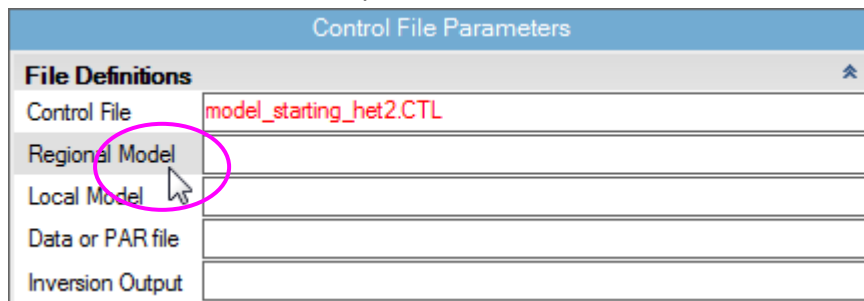 Control File Parameters
File Definitions
Control File model_starting_het2.CTL
Regional Model
Local Model
Data or PAR file
Inversion Output